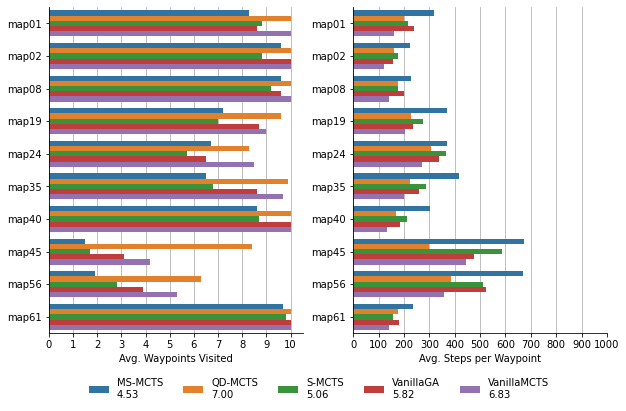 map01
map02
map08
map19
map24
map35
map40
map45
map56
map61
0 1 2 3 4 5 6 7 8 9 10
Avg. Waypoints Visited
map01
map02
map08
map19
map24
map35
map40
map45
map56
map61
0 100 200 300 400 500 600 700 800 900 1000
Avg. Steps per Waypoint
MS-MCTS QD-MCTS S-MCTS VanillaGA VanillaMCTS
4.53 7.00 5.06 5.82 6.83